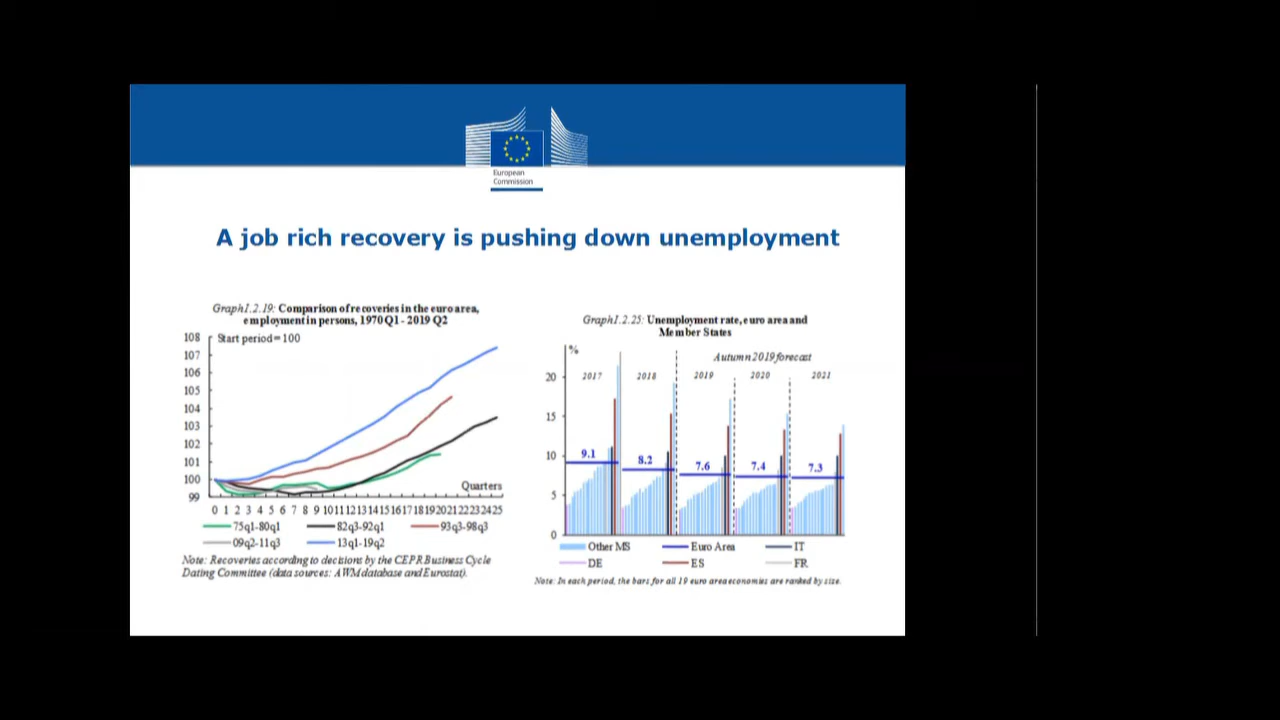 European
Commission
A job rich recovery is pushing down unemployment
Graph1.2.19: Comparison of recoveries in the euro area,
employment in persons, 1970Q1 - 2019 Q2
108
Start period = 100
107
106
105
104
103
102
101
100
99
Quarters
0 1 2 3 4 5 6 7 8 9 10 11 12 13 14 15 16 17 18 19 20 21 22 23 24 25
75q1-80q1 82q3-92q1 93q3-98q3
09q2-11q3 13q1-19q2
Note: Recoveries according to decisions by the CEPR Business Cycle
Dating Committee (data sources: AWM database and Eurostat).
Graph1.2.25: Unemployment rate, euro area and
Member States
%
Autumn 2019 forecast
2017 2018 2019 2020 2021
20
15
10
5
0
9.1 8.2 7.6 7.4 7.3
Other MS Euro Area IT
DE ES FR
Note: In each period, the bars for all 19 euro area economies are ranked by size.